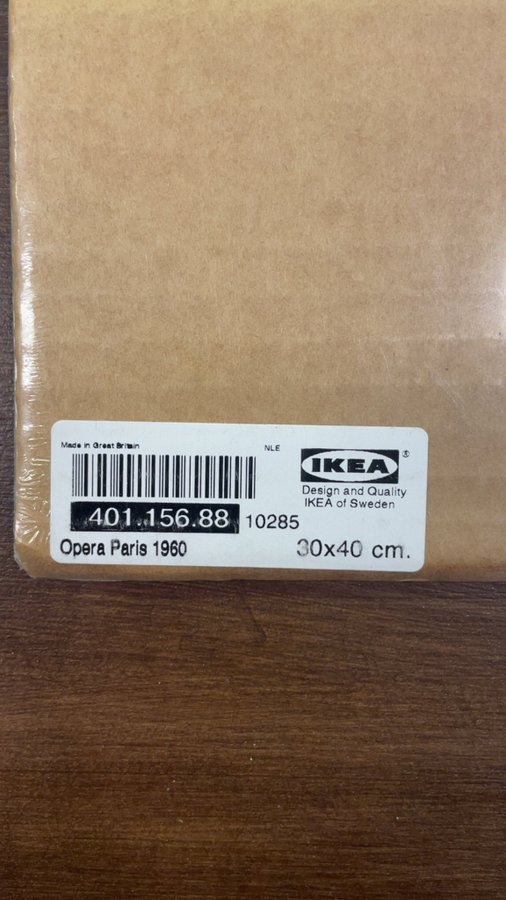 Made in Great Britain
NLE
IKEA®
Design and Quality
IKEA of Sweden
401.156.88 10285
Opera Paris 1960
30x40 cm.